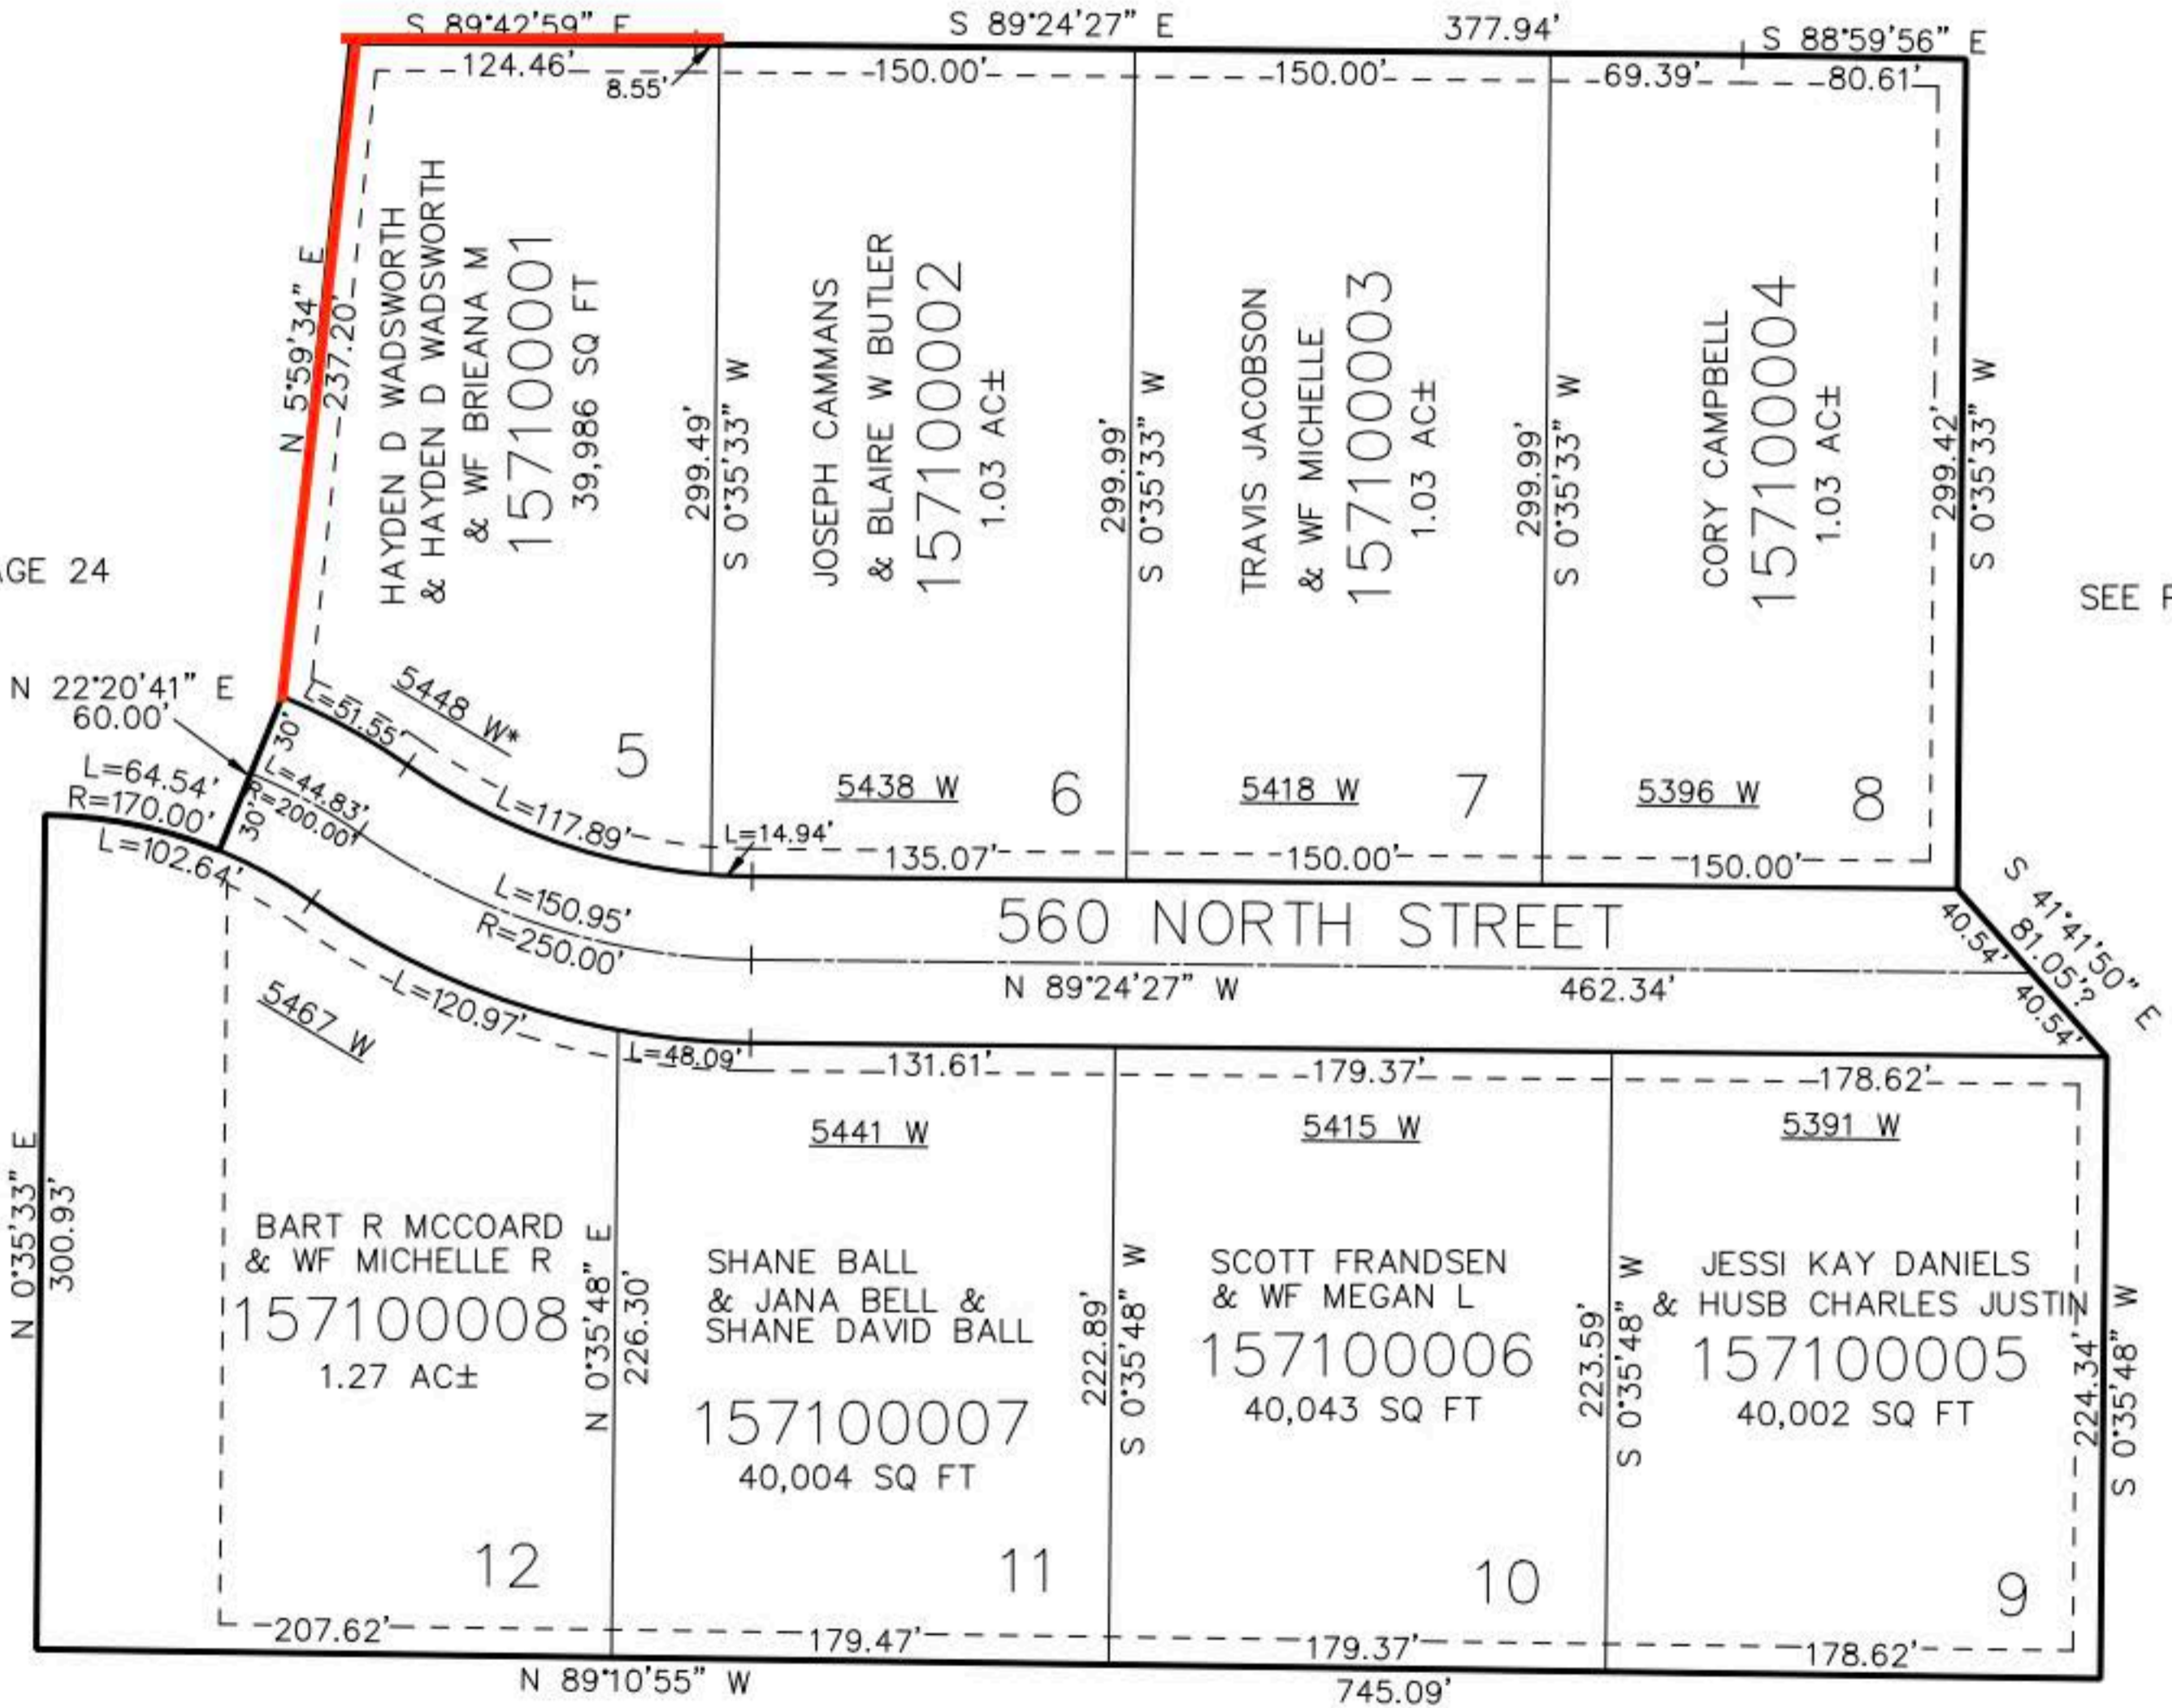 S 89°42'59" E
S 89°24'27" E
377.94'
S 88°59'56" E
124.46'
8.55'
150.00'
150.00'
69.39'
80.61'
N 5°59'34" E
237.20'
HAYDEN D WADSWORTH
& HAYDEN D WADSWORTH
& WF BRIEANA M
157100001
39,986 SQ FT
299.49'
S 0°35'33" W
JOSEPH CAMMANS
& BLAIRE W BUTLER
157100002
1.03 AC±
299.99'
S 0°35'33" W
TRAVIS JACOBSON
& WF MICHELLE
157100003
1.03 AC±
299.99'
S 0°35'33" W
CORY CAMPBELL
157100004
1.03 AC±
299.42'
S 0°35'33" W
AGE 24
SEE
N 22°20'41" E
60.00'
30'
30'
L=64.54'
R=170.00'
L=102.64'
L=44.83'
R=200.00'
L=51.55'
5448 W*
5
L=117.89'
L=14.94'
5438 W
6
5418 W
7
5396 W
8
135.07'
150.00'
150.00'
560 NORTH STREET
L=150.95'
R=250.00'
N 89°24'27" W
462.34'
S 41°41'50" E
81.05'?
40.54'
40.54'
5467 W
L=120.97'
L=48.09'
131.61'
179.37'
178.62'
5441 W
5415 W
5391 W
N 0°35'33" E
300.93'
BART R MCCOARD
& WF MICHELLE R
157100008
1.27 AC±
N 0°35'48" E
226.30'
SHANE BALL
& JANA BELL &
SHANE DAVID BALL
157100007
40,004 SQ FT
222.89'
S 0°35'48" W
SCOTT FRANDSEN
& WF MEGAN L
157100006
40,043 SQ FT
223.59'
S 0°35'48" W
JESSI KAY DANIELS
& HUSB CHARLES JUSTIN
157100005
40,002 SQ FT
224.34'
S 0°35'48" W
12
11
10
9
207.62'
179.47'
179.37'
178.62'
N 89°10'55" W
745.09'